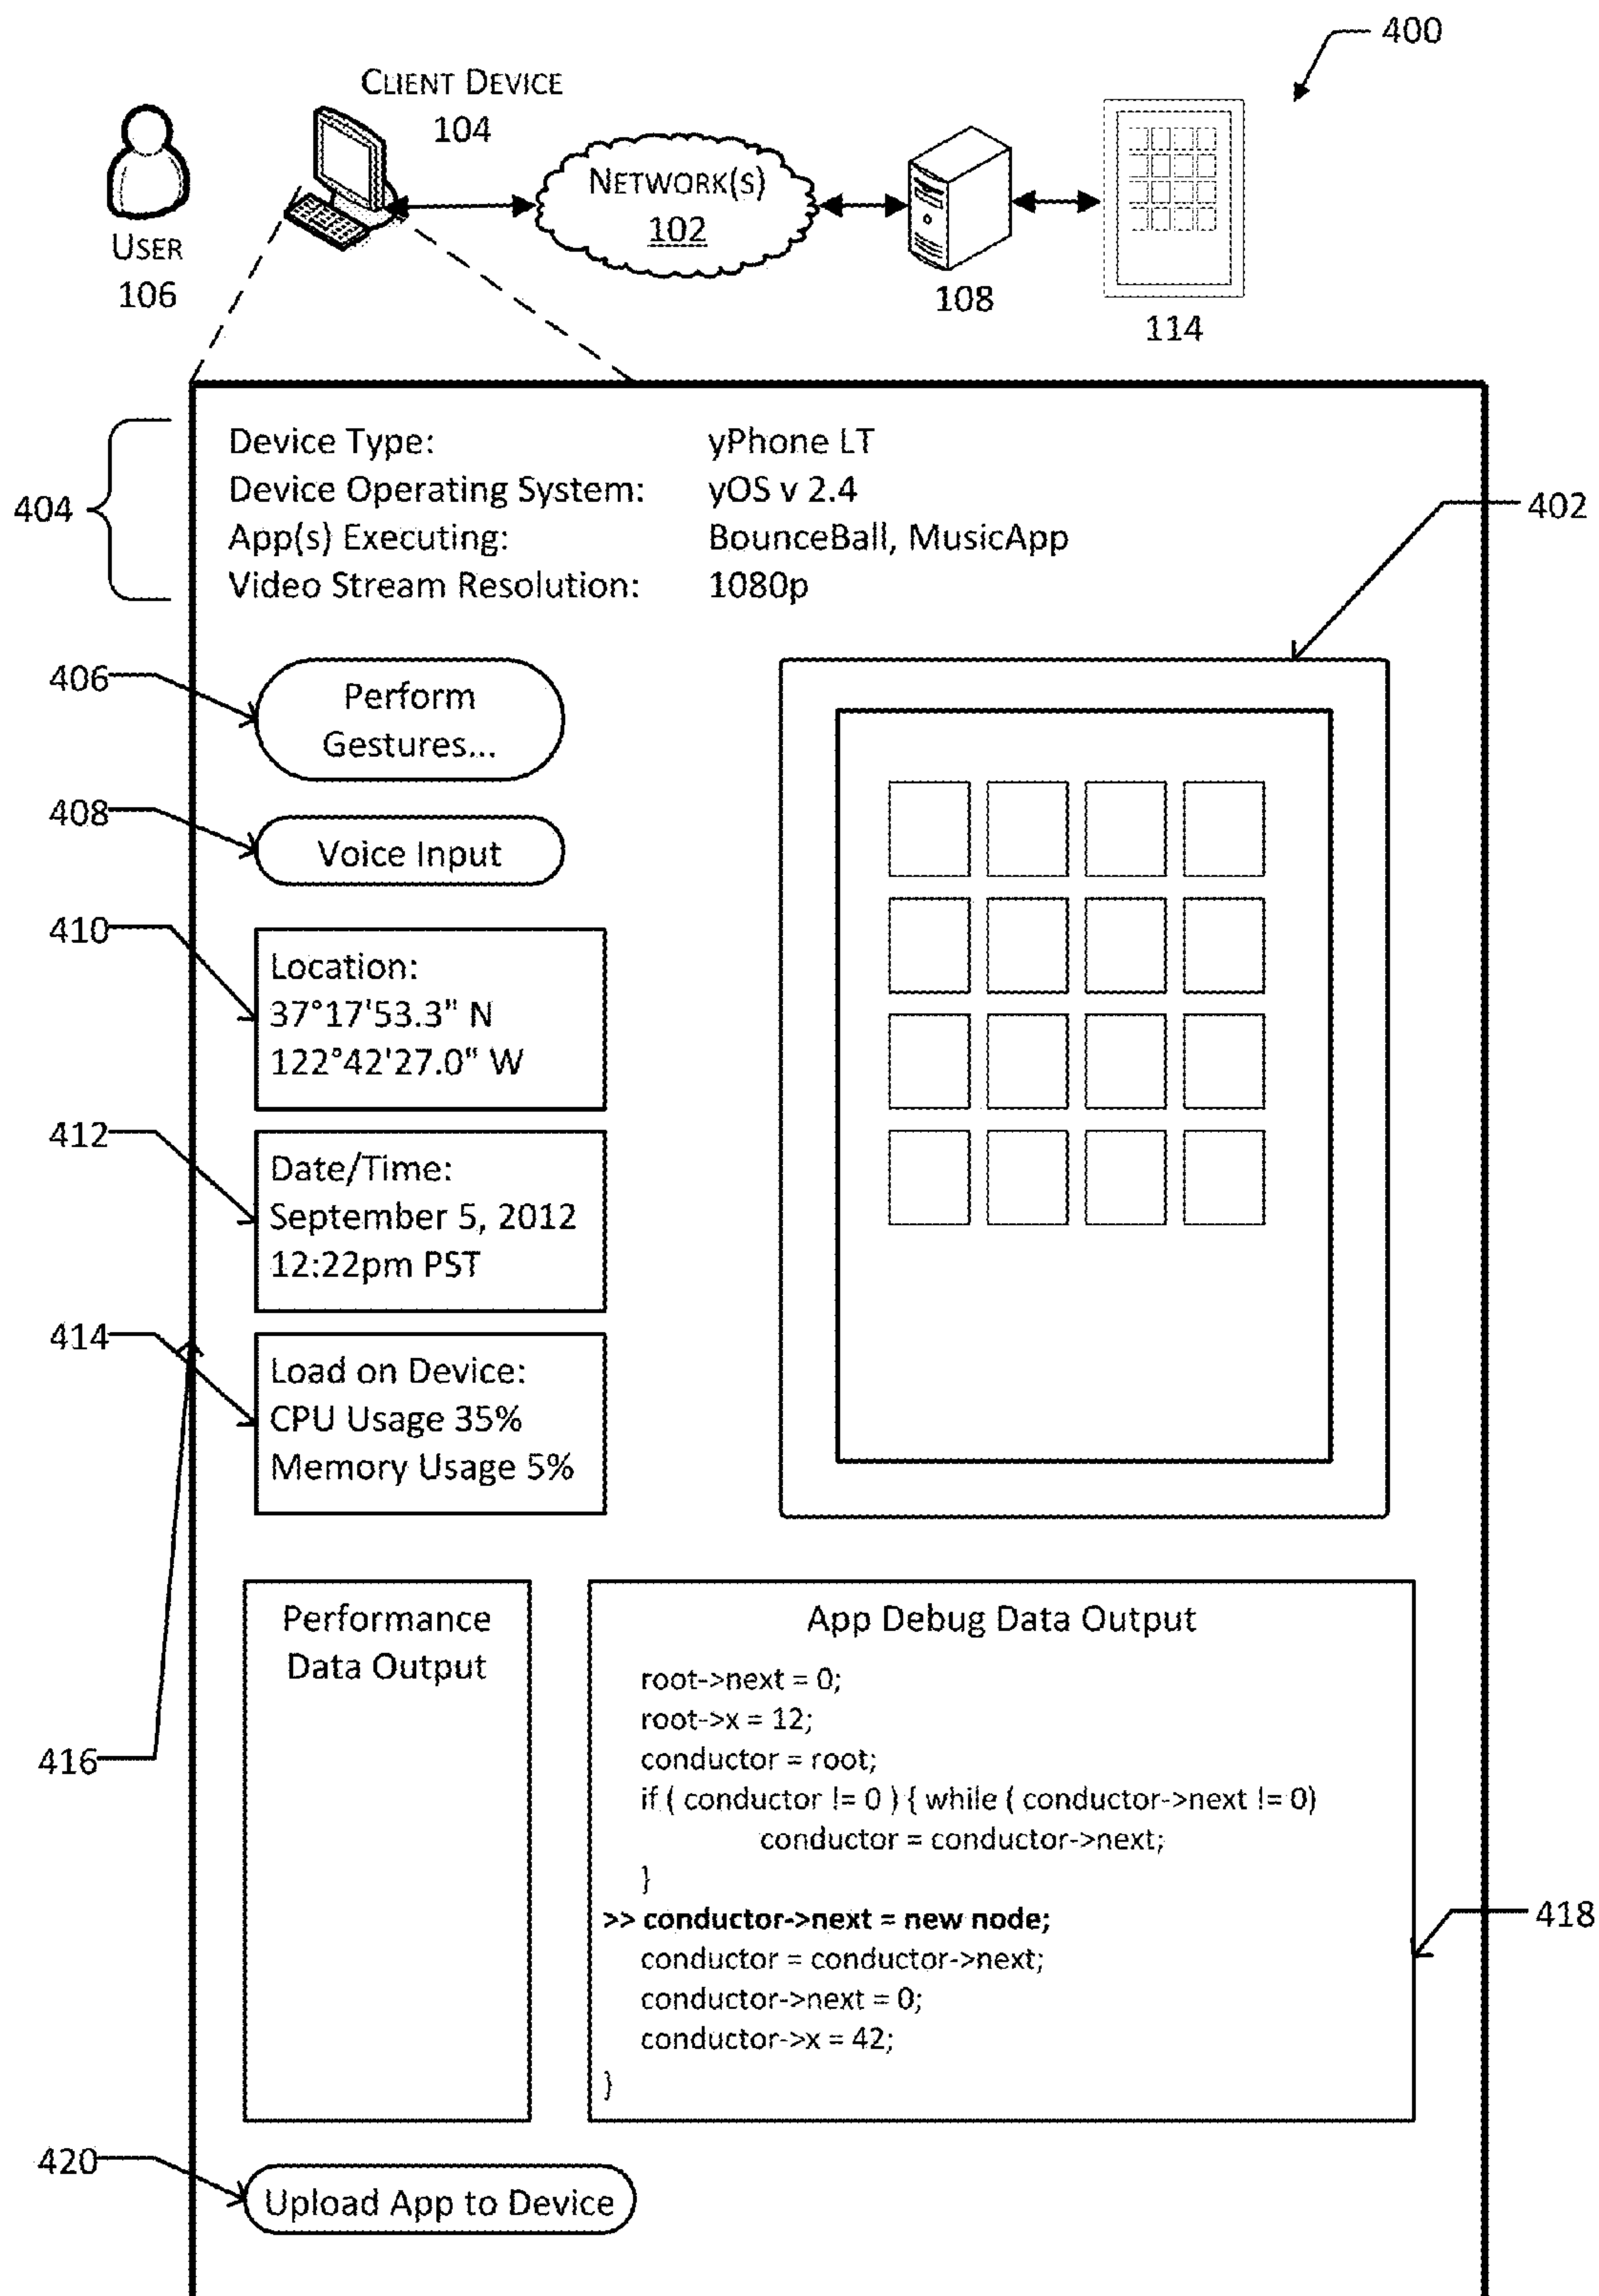 400
CLIENT DEVICE
104
NETWORK(S)
102
USER
106
108
114
404
Device Type: yPhone LT
Device Operating System: yOS v 2.4
App(s) Executing: BounceBall, MusicApp
Video Stream Resolution: 1080p
402
406
Perform
Gestures...
408
Voice Input
410
Location:
37°17'53.3" N
122°42'27.0" W
412
Date/Time:
September 5, 2012
12:22pm PST
414
Load on Device:
CPU Usage 35%
Memory Usage 5%
416
Performance
Data Output
App Debug Data Output
root->next = 0;
root->x = 12;
conductor = root;
if ( conductor != 0 ) { while ( conductor->next != 0)
conductor = conductor->next;
}
>> conductor->next = new node;
conductor = conductor->next;
conductor->next = 0;
conductor->x = 42;
}
418
420
Upload App to Device